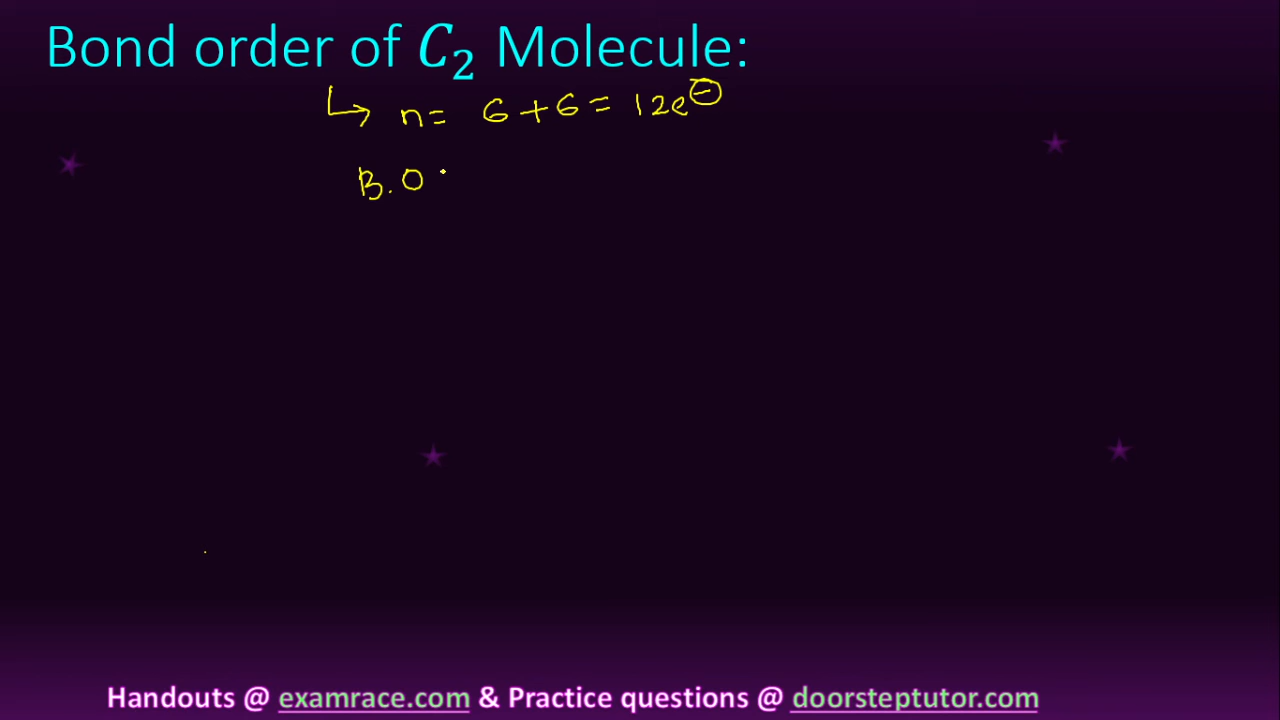 Bond order of C₂ Molecule:
↳ n = 6 + 6 = 12e⊖
B.O
Handouts @ examrace.com & Practice questions @ doorsteptutor.com